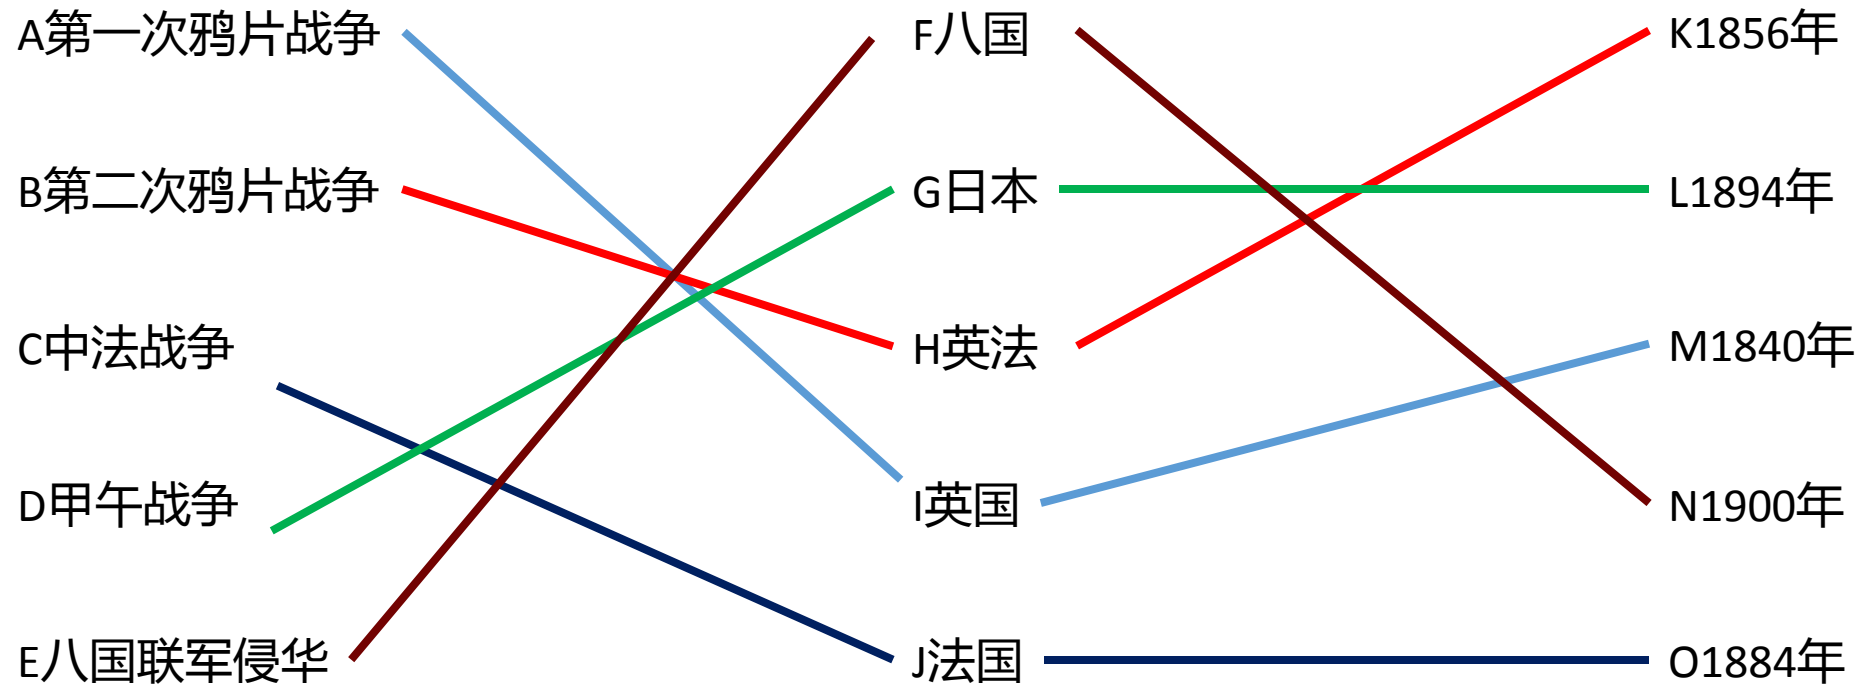 A第一次鸦片战争
F八国
K1856年
B第二次鸦片战争
G日本
L1894年
C中法战争
H英法
M1840年
D甲午战争
I英国
N1900年
E八国联军侵华
J法国
O1884年